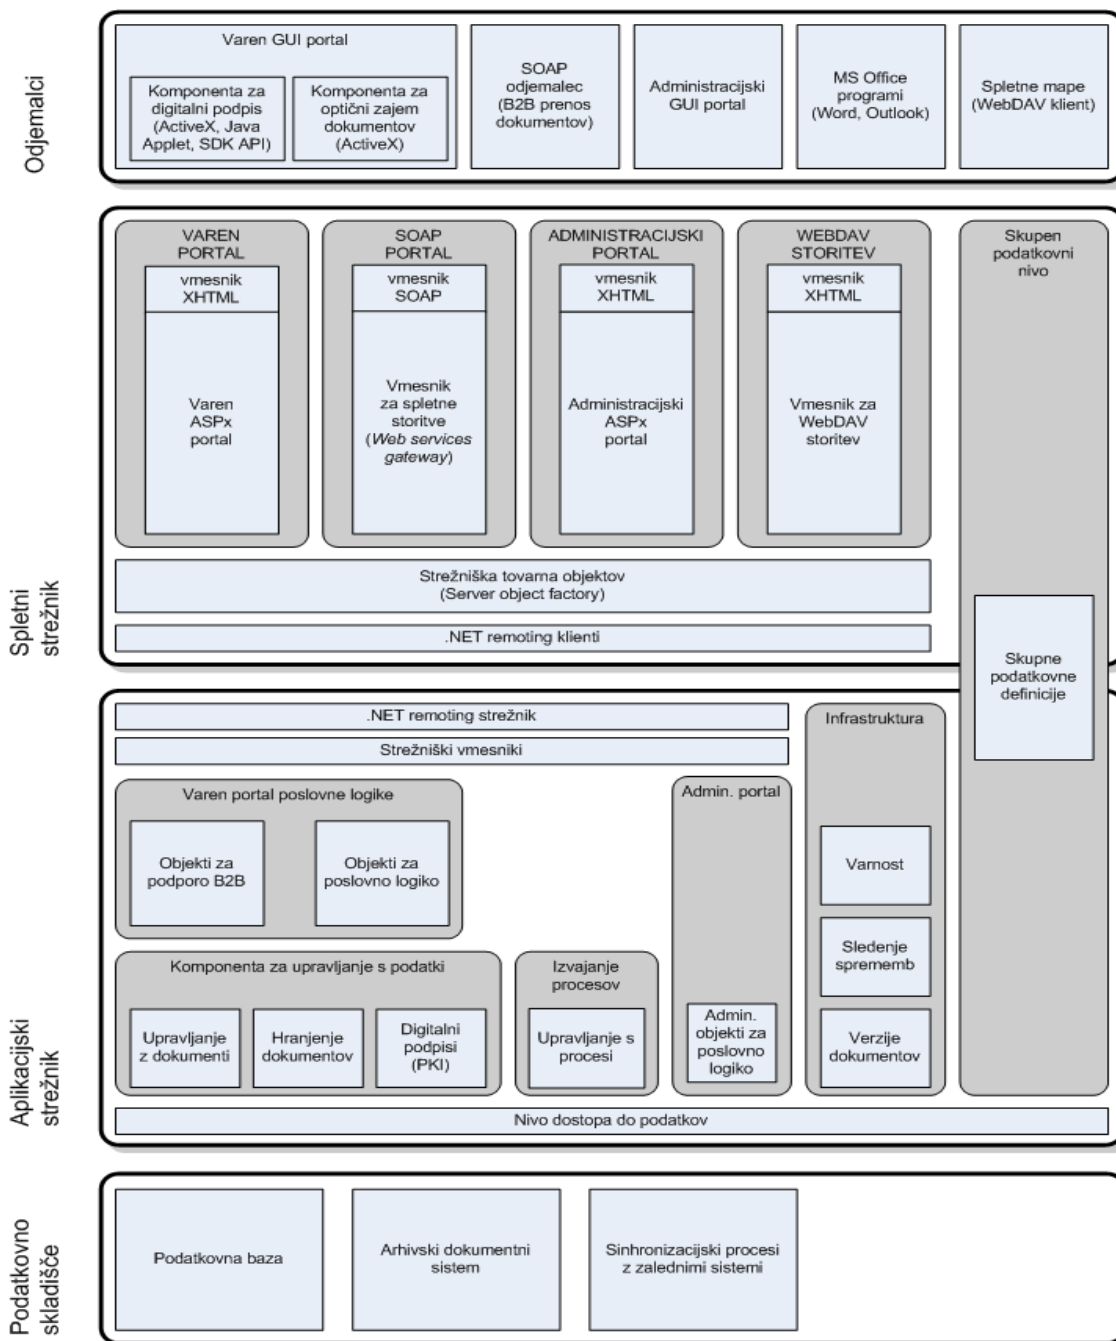 Odjemalci
Varen GUI portal
Komponenta za
digitalni podpis
(ActiveX, Java
Applet, SDK API)
Komponenta za
optični zajem
dokumentov
(ActiveX)
SOAP
odjemalec
(B2B prenos
dokumentov)
Administracijski
GUI portal
MS Office
programi
(Word, Outlook)
Spletne mape
(WebDAV klient)
Spletni
strežnik
VAREN
PORTAL
vmesnik
XHTML
Varen
ASPx
portal
SOAP
PORTAL
vmesnik
SOAP
Vmesnik
za spletne
storitve
(Web services
gateway)
ADMINISTRACIJSKI
PORTAL
vmesnik
XHTML
Administracijski
ASPx
portal
WEBDAV
STORITEV
vmesnik
XHTML
Vmesnik za
WebDAV
storitev
Skupen
podatkovni
nivo
Strežniška tovarna objektov
(Server object factory)
.NET remoting klienti
Skupne
podatkovne
definicije
Aplikacijski
strežnik
.NET remoting strežnik
Strežniški vmesniki
Varen portal poslovne logike
Objekti za
podporo B2B
Objekti za
poslovno logiko
Komponenta za upravljanje s podatki
Upravljanje
z dokumenti
Hranjenje
dokumentov
Digitalni
podpisi
(PKI)
Izvajanje
procesov
Upravljanje s
procesi
Admin. portal
Admin.
objekti za
poslovno
logiko
Infrastruktura
Varnost
Sledenje
sprememb
Verzije
dokumentov
Nivo dostopa do podatkov
Podatkovno
skladišče
Podatkovna baza
Arhivski dokumentni
sistem
Sinhronizacijski procesi
z zalednimi sistemi